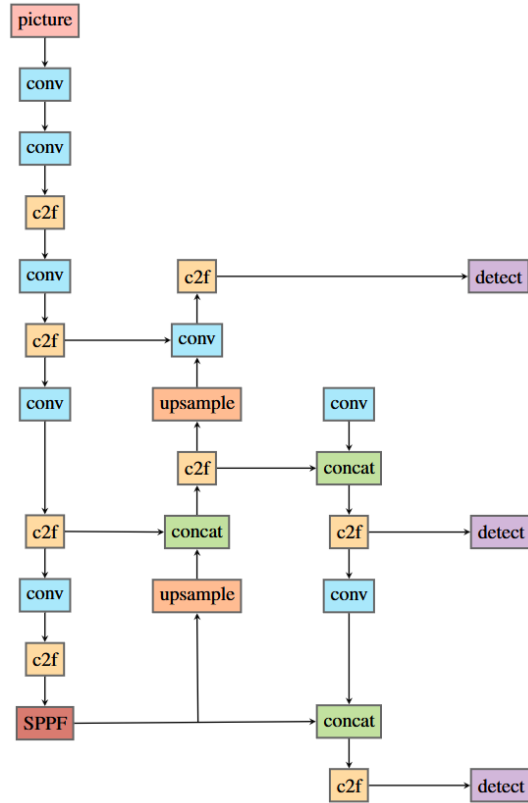 picture
conv
conv
c2f
conv
c2f
detect
c2f
conv
conv
upsample
conv
c2f
concat
c2f
concat
c2f
detect
conv
upsample
conv
c2f
SPPF
concat
c2f
detect